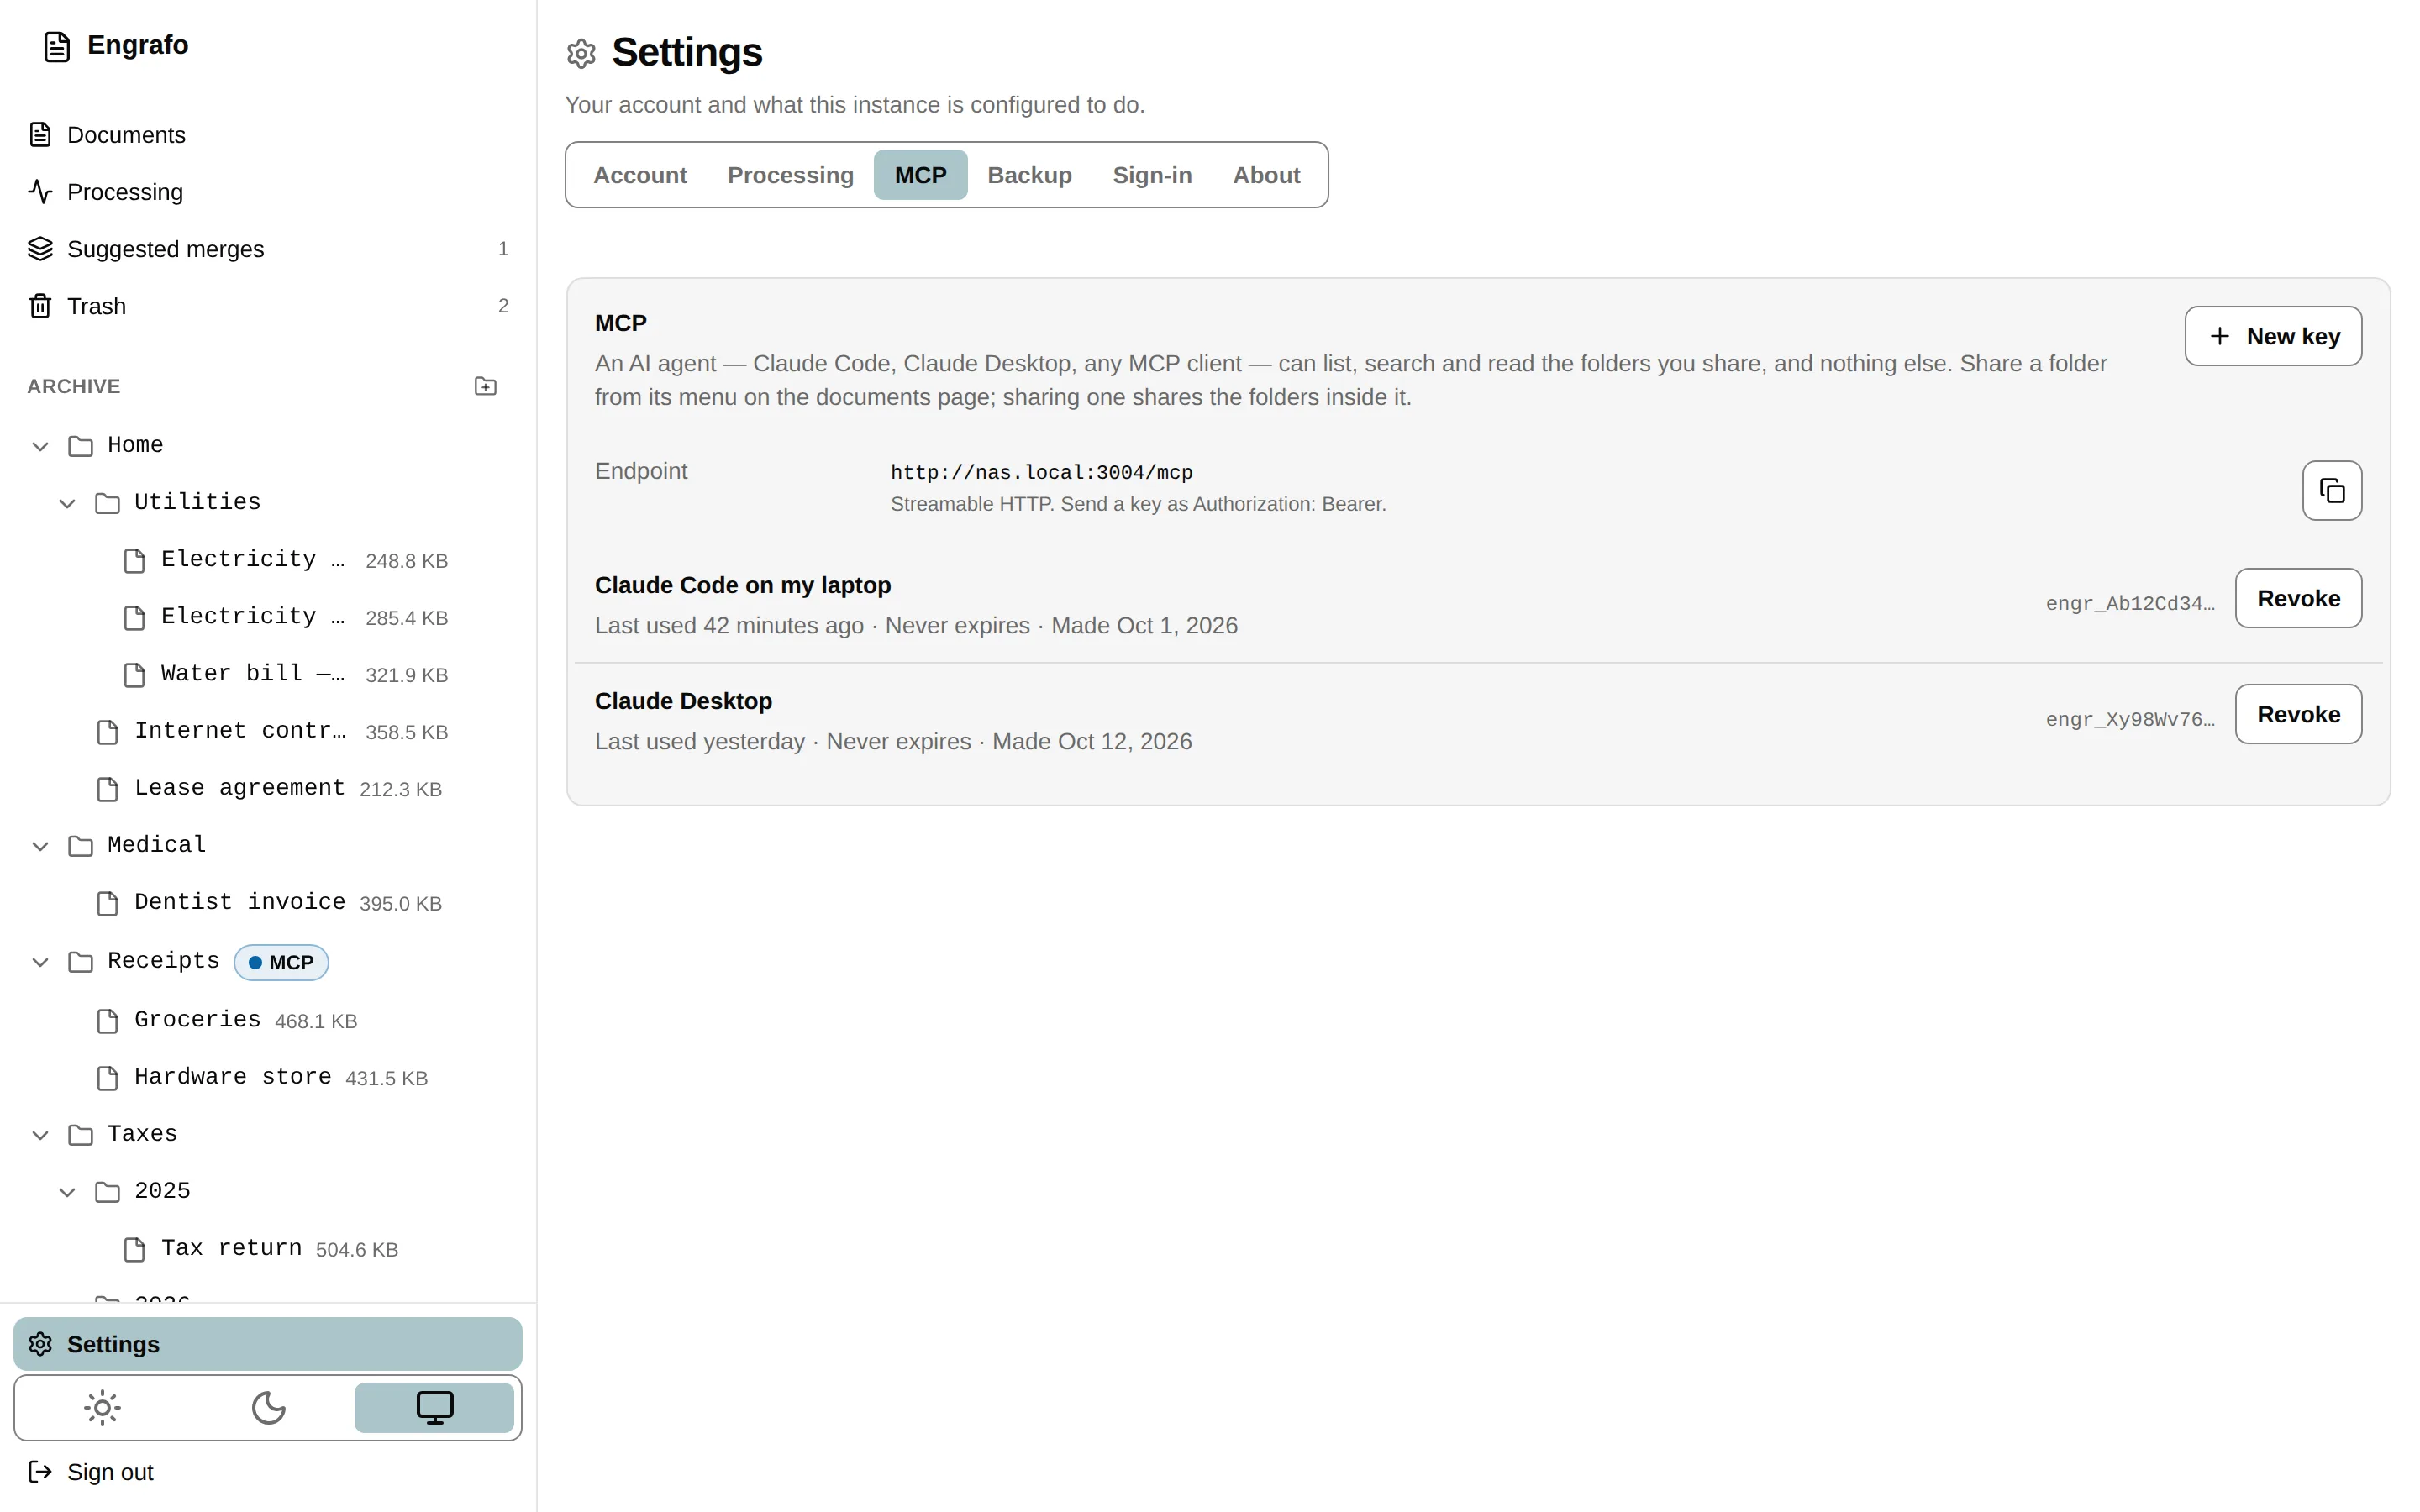 Engrafo
Documents
Processing
Suggested merges 1
Trash 2
ARCHIVE
Home
Utilities
Electricity … 248.8 KB
Electricity … 285.4 KB
Water bill —… 321.9 KB
Internet contr… 358.5 KB
Lease agreement 212.3 KB
Medical
Dentist invoice 395.0 KB
Receipts MCP
Groceries 468.1 KB
Hardware store 431.5 KB
Taxes
2025
Tax return 504.6 KB
Settings
Sign out
Settings
Your account and what this instance is configured to do.
Account Processing MCP Backup Sign-in About
MCP
New key
An AI agent — Claude Code, Claude Desktop, any MCP client — can list, search and read the folders you share, and nothing else. Share a folder
from its menu on the documents page; sharing one shares the folders inside it.
Endpoint http://nas.local:3004/mcp
Streamable HTTP. Send a key as Authorization: Bearer.
Claude Code on my laptop
Last used 42 minutes ago · Never expires · Made Oct 1, 2026
engr_Ab12Cd34… Revoke
Claude Desktop
Last used yesterday · Never expires · Made Oct 12, 2026
engr_Xy98Wv76… Revoke